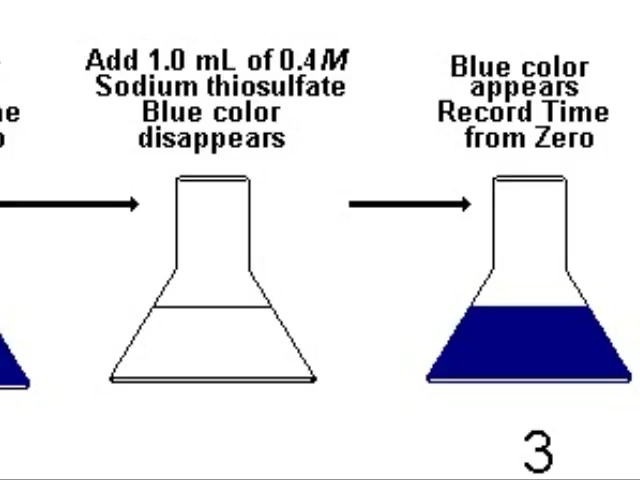 Add 1.0 mL of 0.4M
Sodium thiosulfate
Blue color
disappears
Blue color
appears
Record Time
from Zero
3